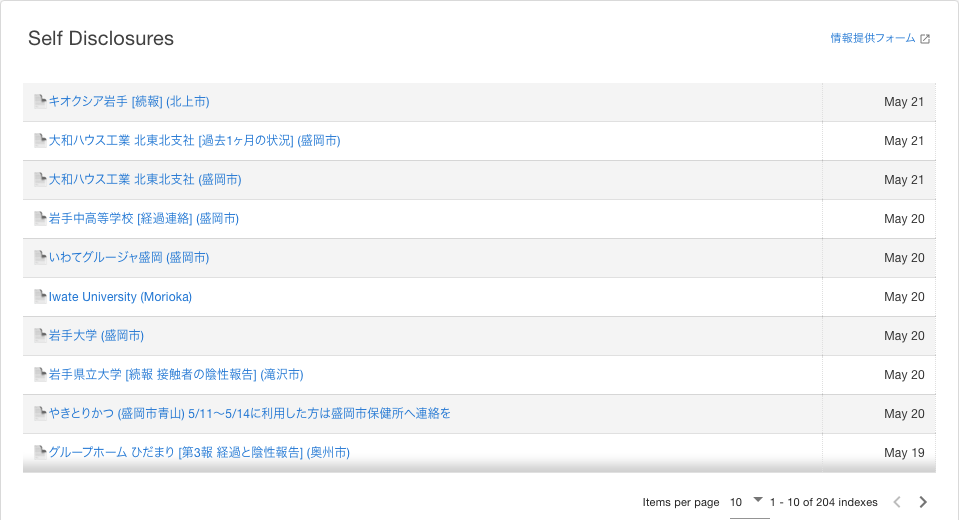 Self Disclosures
情報提供フォーム
キオクシア岩手 [続報] (北上市) May 21
大和ハウス工業 北東北支社 [過去1ヶ月の状況] (盛岡市) May 21
大和ハウス工業 北東北支社 (盛岡市) May 21
岩手中高等学校 [経過連絡] (盛岡市) May 20
いわてグルージャ盛岡 (盛岡市) May 20
Iwate University (Morioka) May 20
岩手大学 (盛岡市) May 20
岩手県立大学 [続報 接触者の陰性報告] (滝沢市) May 20
やきとりかつ (盛岡市青山) 5/11〜5/14に利用した方は盛岡市保健所へ連絡を May 20
グループホーム ひだまり [第3報 経過と陰性報告] (奥州市) May 19
Items per page 10 1 - 10 of 204 indexes